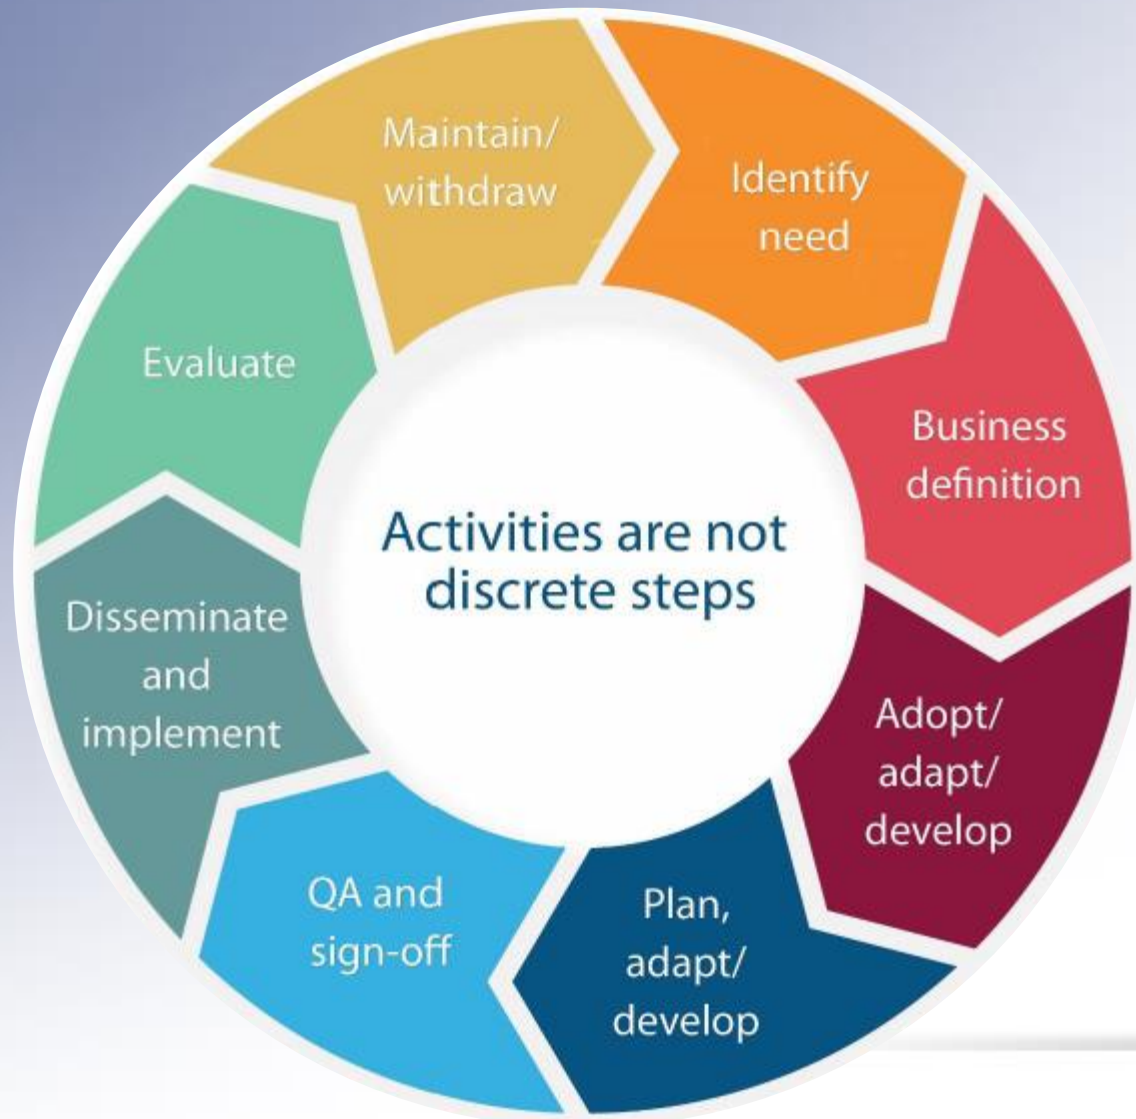 Maintain/
withdraw
Identify
need
Business
definition
Adopt/
adapt/
develop
Plan,
adapt/
develop
QA and
sign-off
Disseminate
and
implement
Evaluate
Activities are not
discrete steps